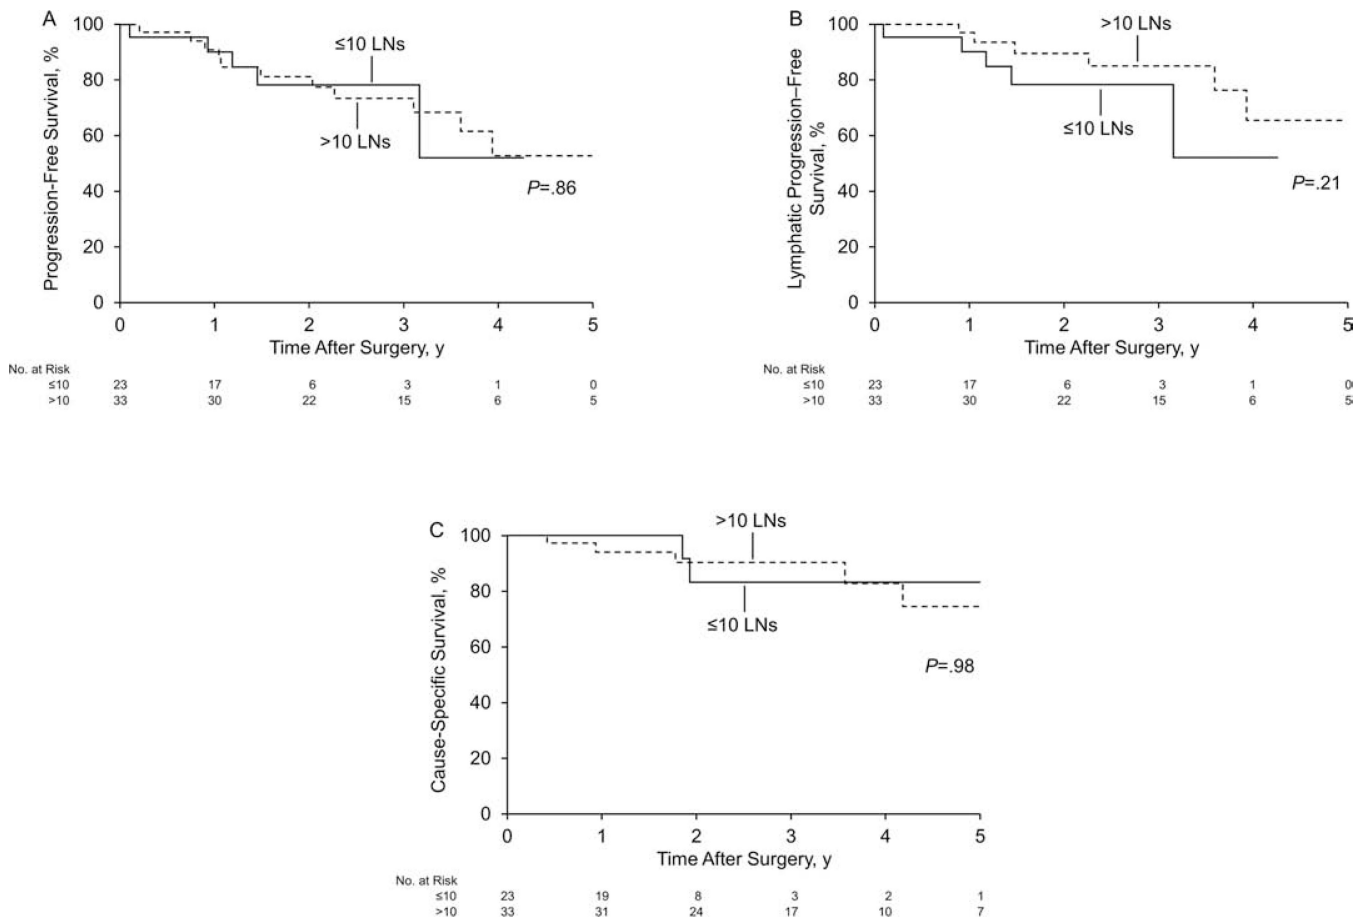 A
Progression-Free Survival, %
100
80
60
40
20
0
≤10 LNs
>10 LNs
P=.86
0 1 2 3 4 5
Time After Surgery, y
No. at Risk
≤10 23 17 6 3 1 0
>10 33 30 22 15 6 5
B
Lymphatic Progression–Free
Survival, %
100
80
60
40
20
0
>10 LNs
≤10 LNs
P=.21
0 1 2 3 4 5
Time After Surgery, y
No. at Risk
≤10 23 17 6 3 1 0
>10 33 30 22 15 6 5
C
Cause-Specific Survival, %
100
80
60
40
20
0
>10 LNs
≤10 LNs
P=.98
0 1 2 3 4 5
Time After Surgery, y
No. at Risk
≤10 23 19 8 3 2 1
>10 33 31 24 17 10 7